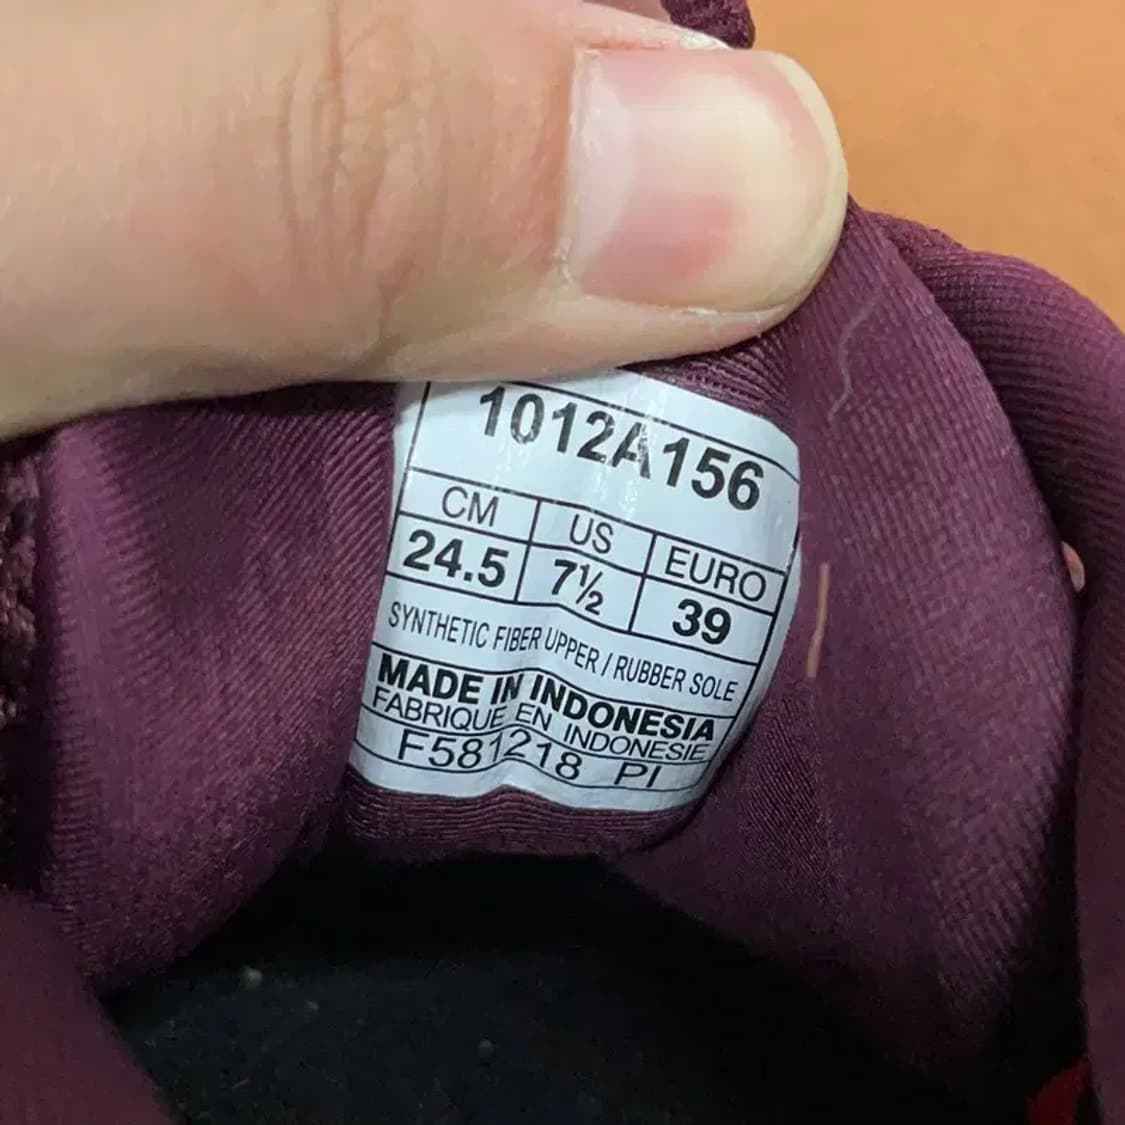 1012A156
CM US EURO
24.5 7½ 39
SYNTHETIC FIBER UPPER / RUBBER SOLE
MADE IN INDONESIA
FABRIQUE EN INDONESIE
F581218 PI